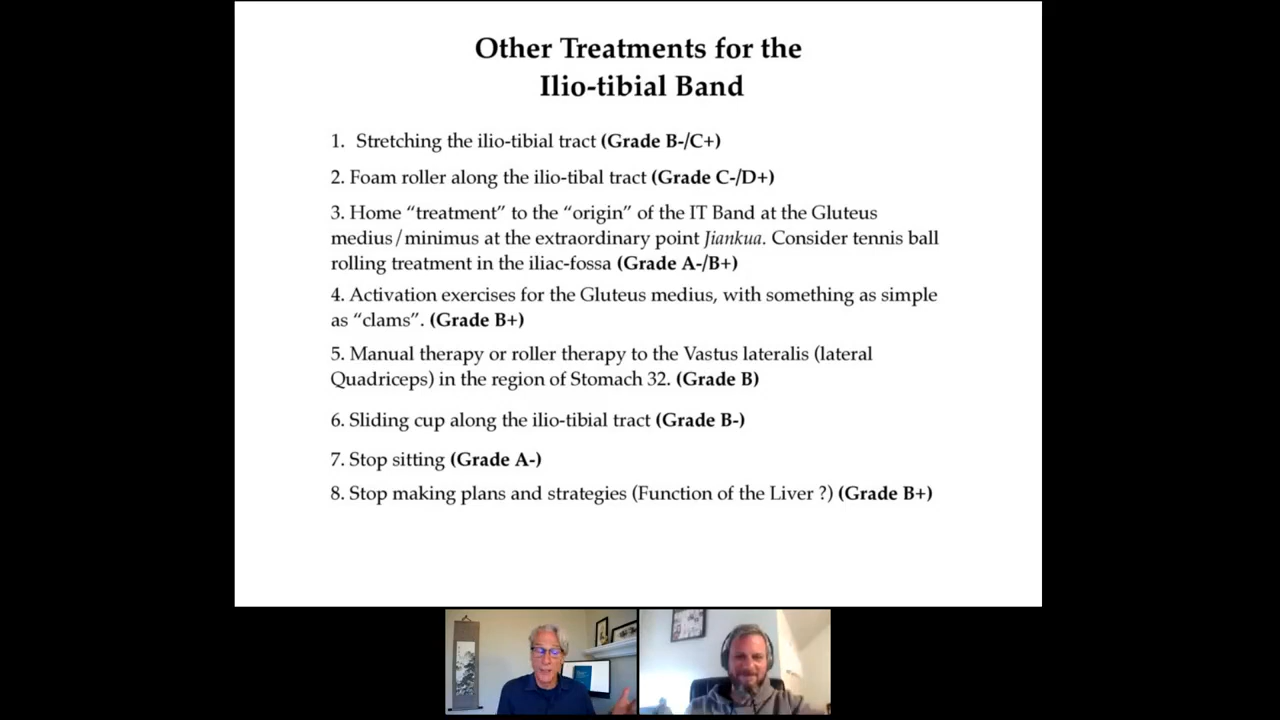 Other Treatments for the
Ilio-tibial Band
1. Stretching the ilio-tibial tract (Grade B-/C+)
2. Foam roller along the ilio-tibal tract (Grade C-/D+)
3. Home “treatment” to the “origin” of the IT Band at the Gluteus
medius/minimus at the extraordinary point Jiankua. Consider tennis ball
rolling treatment in the iliac-fossa (Grade A-/B+)
4. Activation exercises for the Gluteus medius, with something as simple
as “clams”. (Grade B+)
5. Manual therapy or roller therapy to the Vastus lateralis (lateral
Quadriceps) in the region of Stomach 32. (Grade B)
6. Sliding cup along the ilio-tibial tract (Grade B-)
7. Stop sitting (Grade A-)
8. Stop making plans and strategies (Function of the Liver ?) (Grade B+)